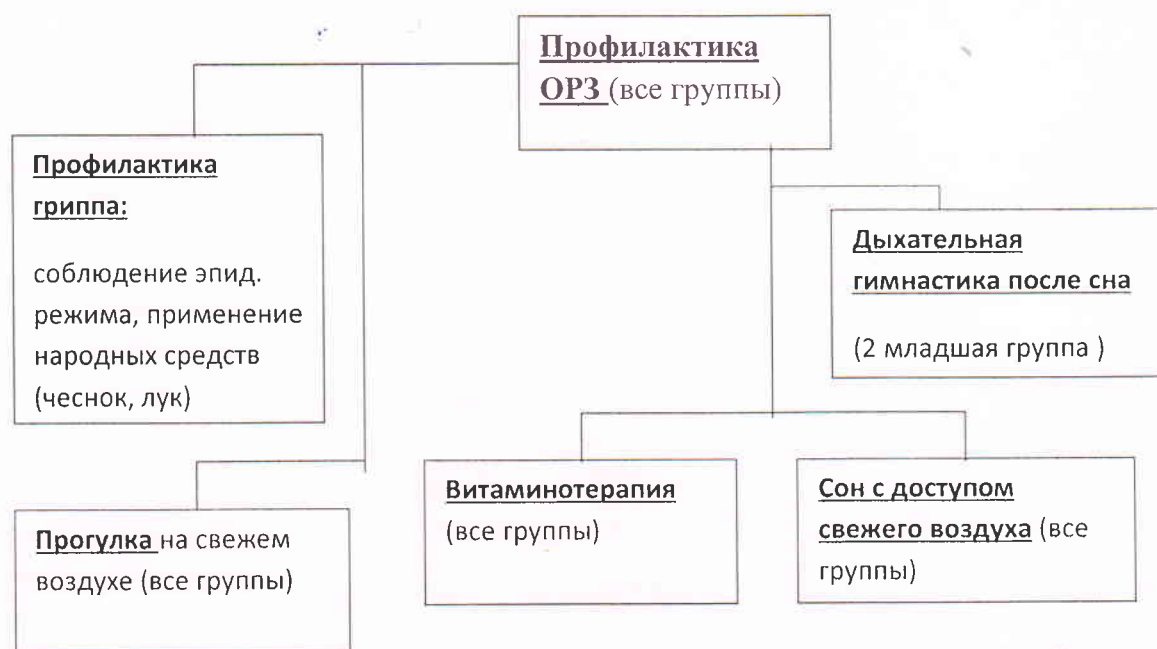 Профилактика
ОРЗ (все группы)
Профилактика
гриппа:
соблюдение эпид.
режима, применение
народных средств
(чеснок, лук)
Дыхательная
гимнастика после сна
(2 младшая группа )
Прогулка на свежем
воздухе (все группы)
Витаминотерапия
(все группы)
Сон с доступом
свежего воздуха (все
группы)